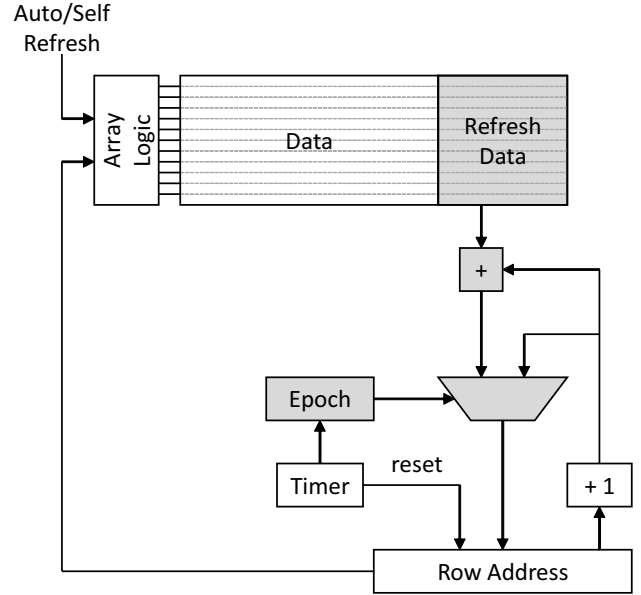 Auto/Self
Refresh
Array
Logic
Data
Refresh
Data
+
Epoch
reset
Timer
+ 1
Row Address